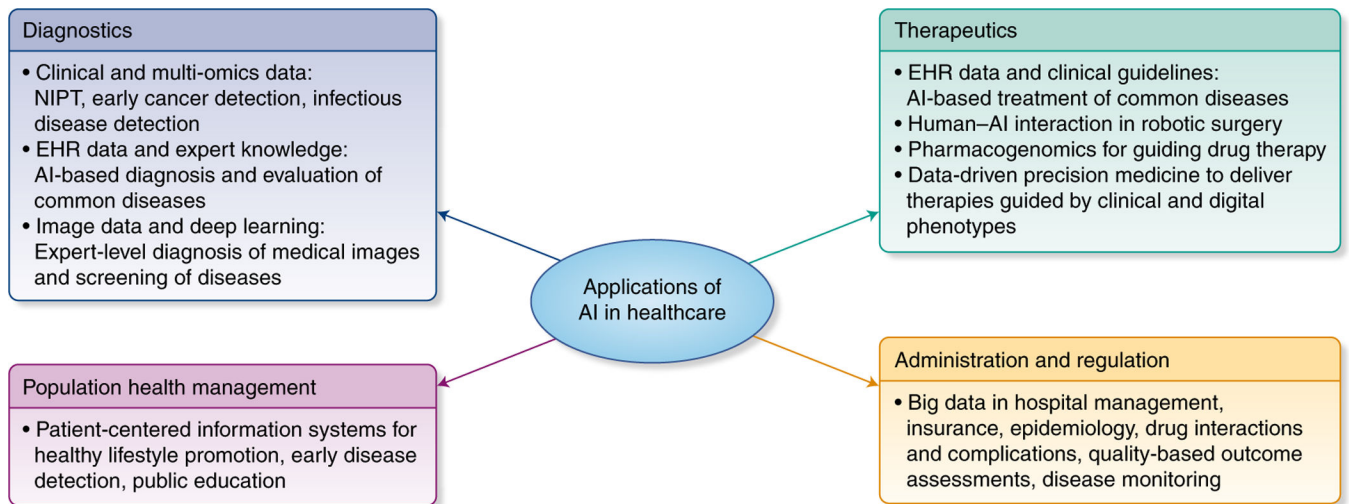 Diagnostics
• Clinical and multi-omics data:
NIPT, early cancer detection, infectious
disease detection
• EHR data and expert knowledge:
AI-based diagnosis and evaluation of
common diseases
• Image data and deep learning:
Expert-level diagnosis of medical images
and screening of diseases
Therapeutics
• EHR data and clinical guidelines:
AI-based treatment of common diseases
• Human–AI interaction in robotic surgery
• Pharmacogenomics for guiding drug therapy
• Data-driven precision medicine to deliver
therapies guided by clinical and digital
phenotypes
Applications of
AI in healthcare
Population health management
• Patient-centered information systems for
healthy lifestyle promotion, early disease
detection, public education
Administration and regulation
• Big data in hospital management,
insurance, epidemiology, drug interactions
and complications, quality-based outcome
assessments, disease monitoring